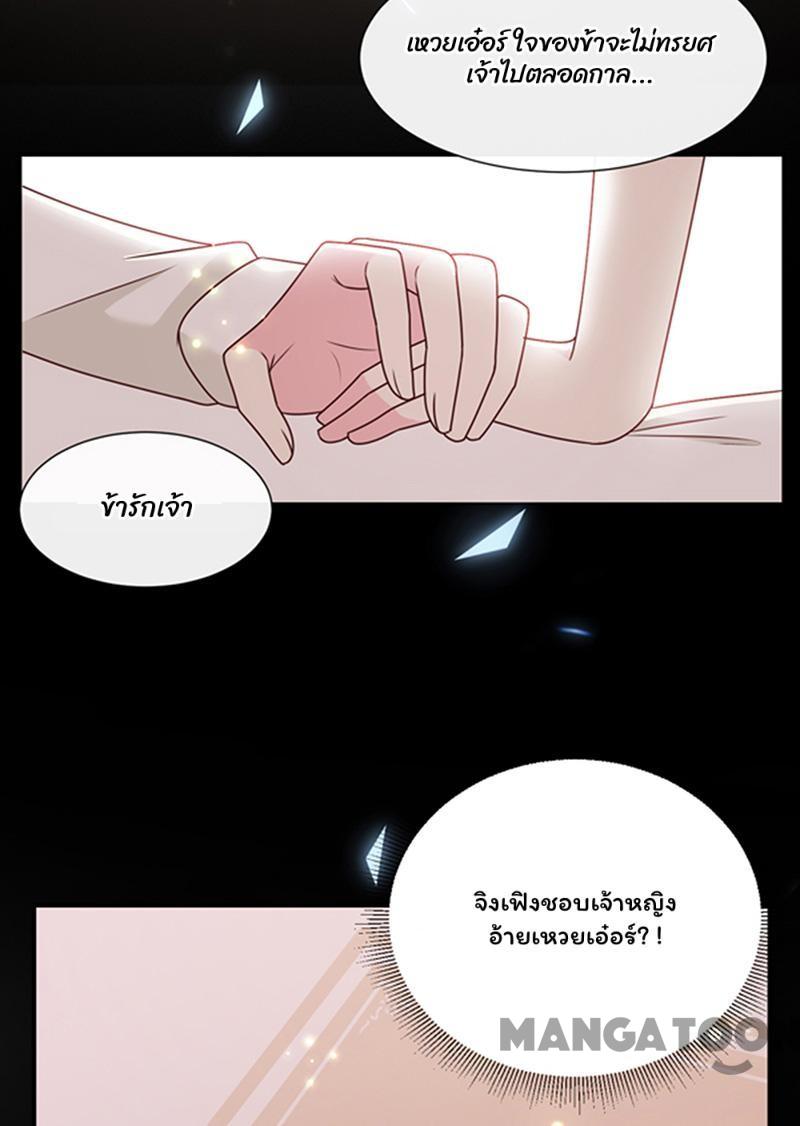 เหวยเอ๋อร์ ใจของข้าจะไม่ทรยศ
เจ้าไปตลอดกาล...
ข้ารักเจ้า
จิงเฟิงชอบเจ้าหญิง
อ้ายเหวยเอ๋อร์?!
MANGATOON